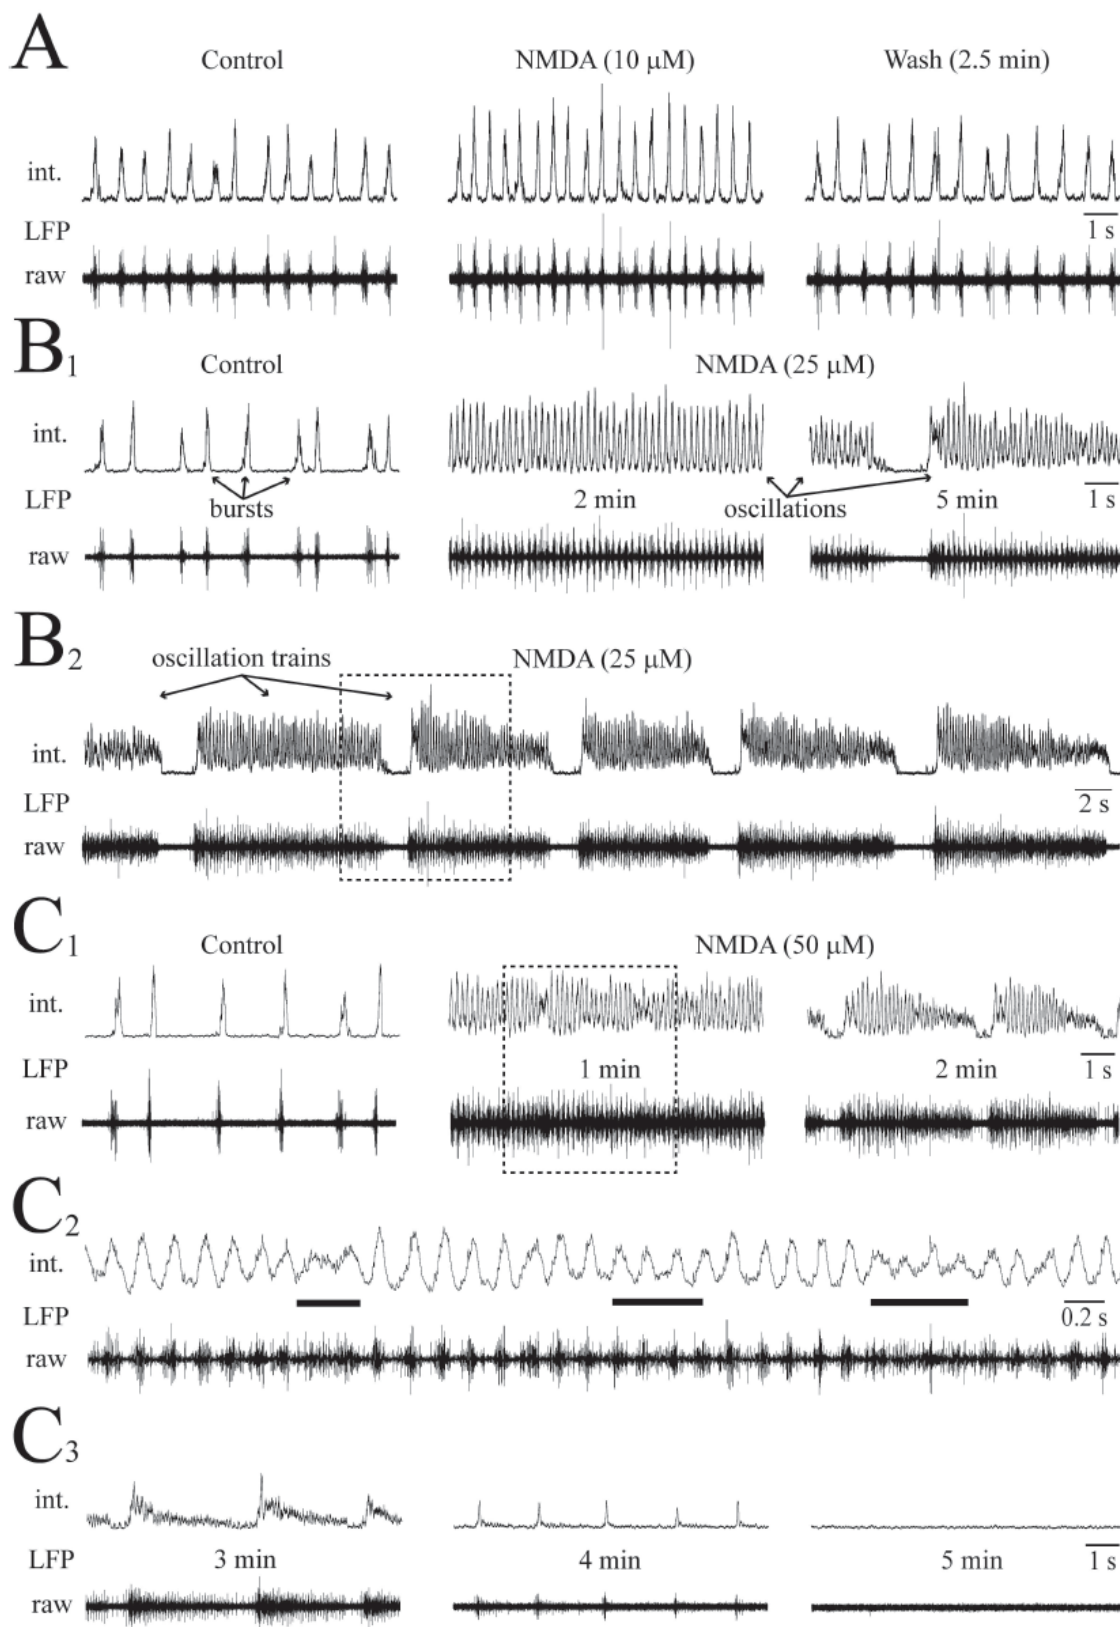 A
Control NMDA (10 μM) Wash (2.5 min)
int.
LFP
1 s
raw
B1
Control NMDA (25 μM)
int.
LFP
bursts
2 min
oscillations
5 min
1 s
raw
B2
oscillation trains NMDA (25 μM)
int.
LFP
2 s
raw
C1
Control NMDA (50 μM)
int.
LFP
1 min 2 min
1 s
raw
C2
int.
LFP
0.2 s
raw
C3
int.
LFP 3 min 4 min 5 min 1 s
raw